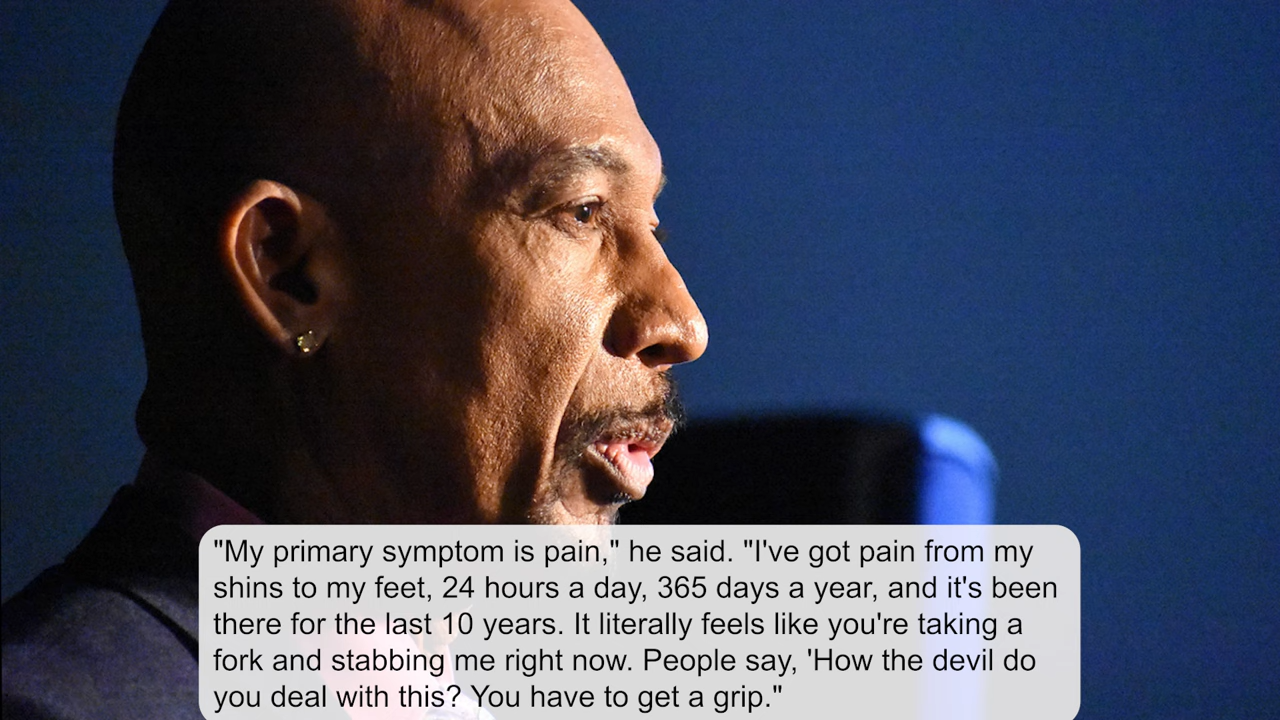 "My primary symptom is pain," he said. "I've got pain from my
shins to my feet, 24 hours a day, 365 days a year, and it's been
there for the last 10 years. It literally feels like you're taking a
fork and stabbing me right now. People say, 'How the devil do
you deal with this? You have to get a grip."